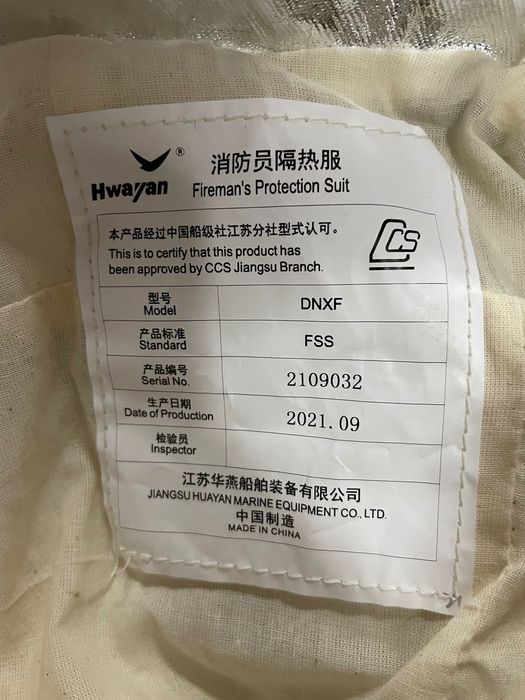 Hwayan ®
消防员隔热服
Fireman's Protection Suit
本产品经过中国船级社江苏分社型式认可。
This is to certify that this product has
been approved by CCS Jiangsu Branch.
CCS
型号
Model
DNXF
产品标准
Standard
FSS
产品编号
Serial No.
2109032
生产日期
Date of Production
2021.09
检验员
Inspector
江苏华燕船舶装备有限公司
JIANGSU HUAYAN MARINE EQUIPMENT CO., LTD.
中国制造
MADE IN CHINA